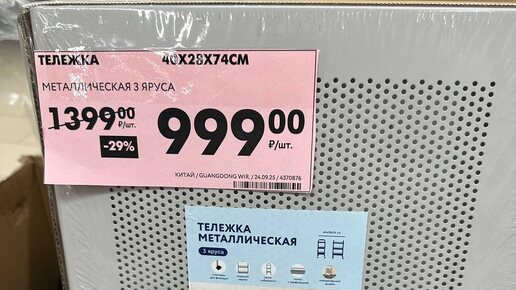 ТЕЛЕЖКА 40X28X74СМ
МЕТАЛЛИЧЕСКАЯ 3 ЯРУСА
1399 00 ₽/шт.
-29%
999 00 ₽/шт.
КИТАЙ / GUANGDONG WIR. / 24.09.25 / 4370876
ТЕЛЕЖКА
МЕТАЛЛИЧЕСКАЯ
3 яруса